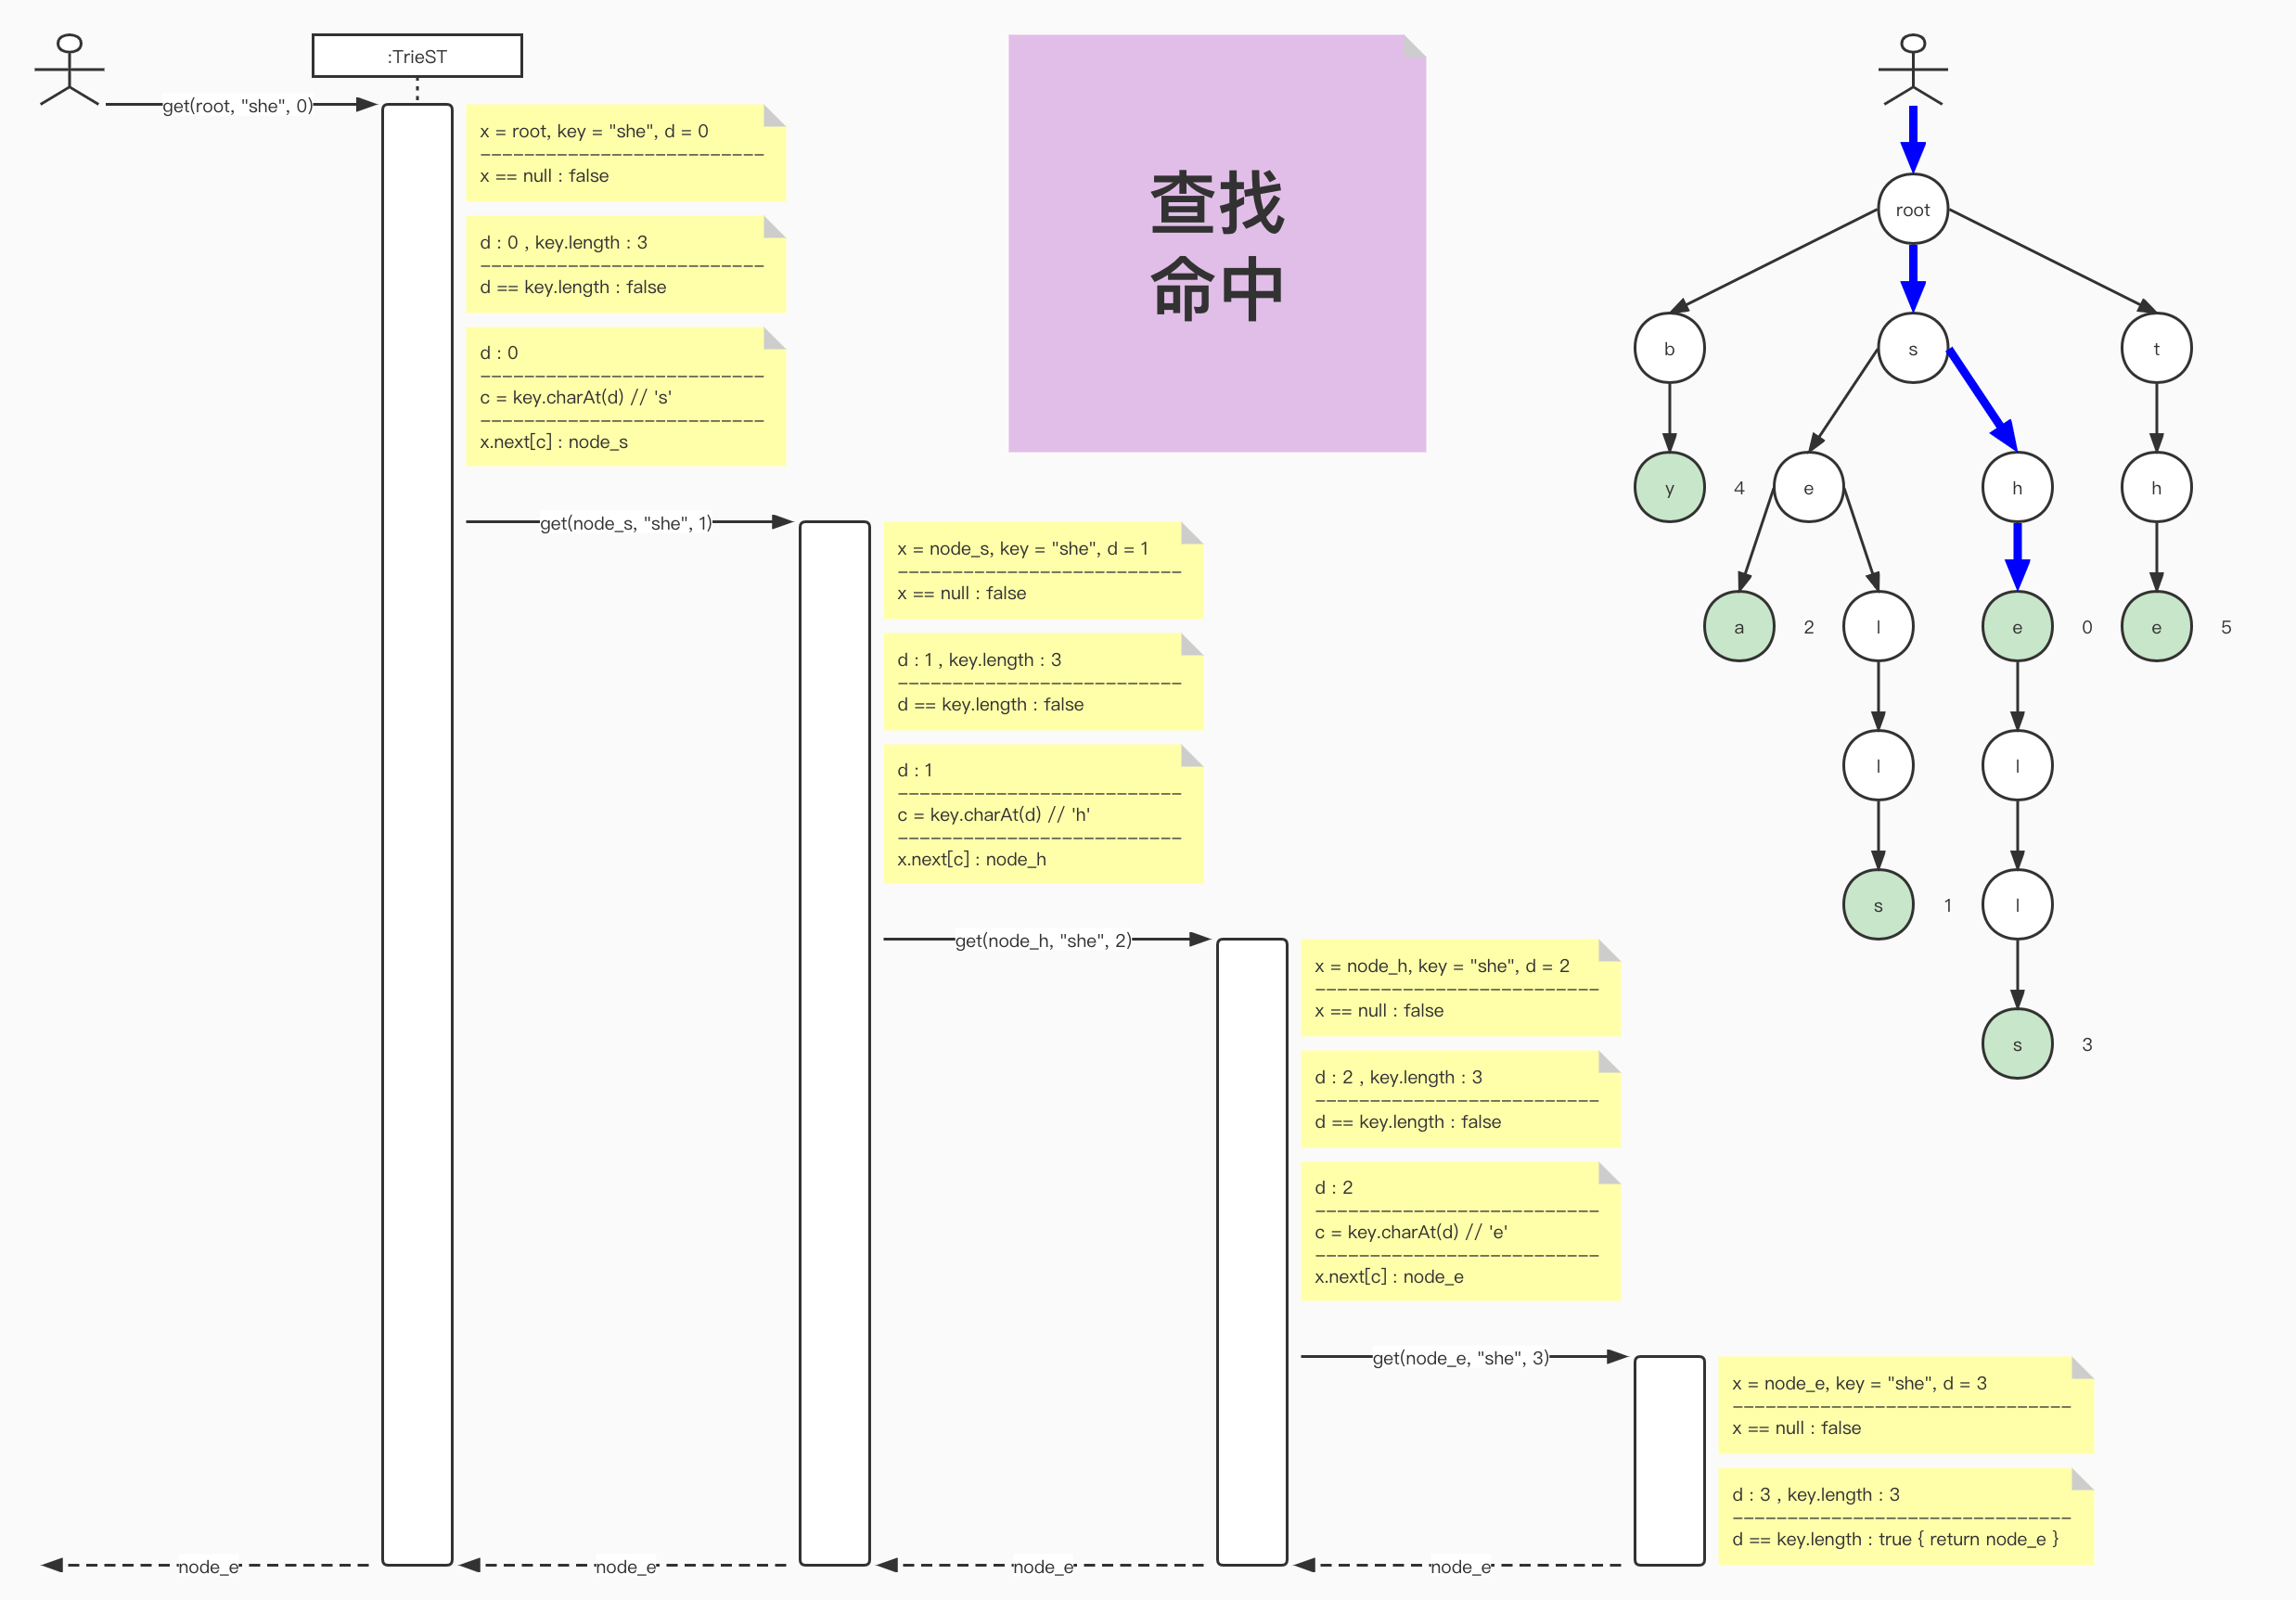 :TrieST
get(root, "she", 0)
x = root, key = "she", d = 0
--------------------------
x == null : false
d : 0 , key.length : 3
--------------------------
d == key.length : false
d : 0
--------------------------
c = key.charAt(d) // 's'
--------------------------
x.next[c] : node_s
查找
命中
get(node_s, "she", 1)
x = node_s, key = "she", d = 1
--------------------------
x == null : false
d : 1 , key.length : 3
--------------------------
d == key.length : false
d : 1
--------------------------
c = key.charAt(d) // 'h'
--------------------------
x.next[c] : node_h
get(node_h, "she", 2)
x = node_h, key = "she", d = 2
--------------------------
x == null : false
d : 2 , key.length : 3
--------------------------
d == key.length : false
d : 2
--------------------------
c = key.charAt(d) // 'e'
--------------------------
x.next[c] : node_e
get(node_e, "she", 3)
x = node_e, key = "she", d = 3
-------------------------------
x == null : false
d : 3 , key.length : 3
-------------------------------
d == key.length : true { return node_e }
node_e
node_e
node_e
node_e
root
b
s
t
y
4
e
h
h
a
2
l
e
0
e
5
l
l
s
1
l
s
3